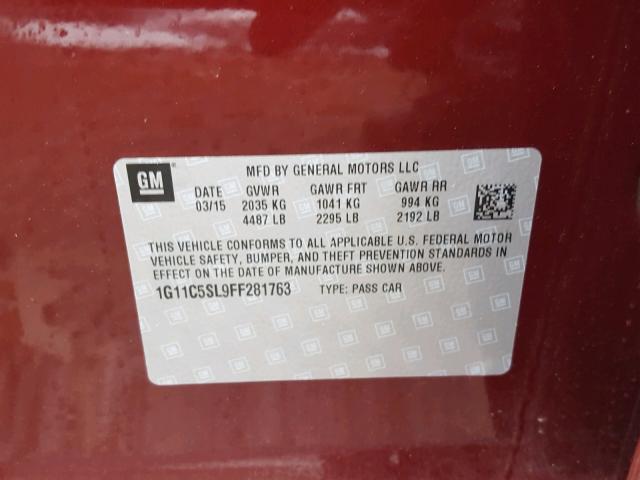 GM
MFD BY GENERAL MOTORS LLC
DATE GVWR GAWR FRT GAWR RR
03/15 2035 KG 1041 KG 994 KG
4487 LB 2295 LB 2192 LB
THIS VEHICLE CONFORMS TO ALL APPLICABLE U.S. FEDERAL MOTOR
VEHICLE SAFETY, BUMPER, AND THEFT PREVENTION STANDARDS IN
EFFECT ON THE DATE OF MANUFACTURE SHOWN ABOVE.
1G11C5SL9FF281763 TYPE: PASS CAR